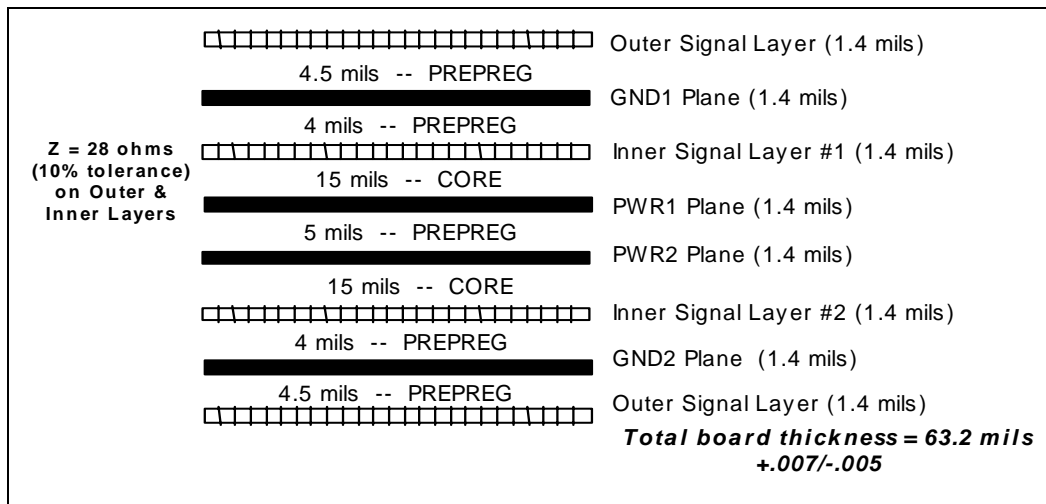 Outer Signal Layer (1.4 mils)
4.5 mils -- PREPREG
GND1 Plane (1.4 mils)
4 mils -- PREPREG
Z = 28 ohms
(10% tolerance)
on Outer &
Inner Layers
Inner Signal Layer #1 (1.4 mils)
15 mils -- CORE
PWR1 Plane (1.4 mils)
5 mils -- PREPREG
PWR2 Plane (1.4 mils)
15 mils -- CORE
Inner Signal Layer #2 (1.4 mils)
4 mils -- PREPREG
GND2 Plane (1.4 mils)
4.5 mils -- PREPREG
Outer Signal Layer (1.4 mils)
Total board thickness = 63.2 mils
+.007/-.005